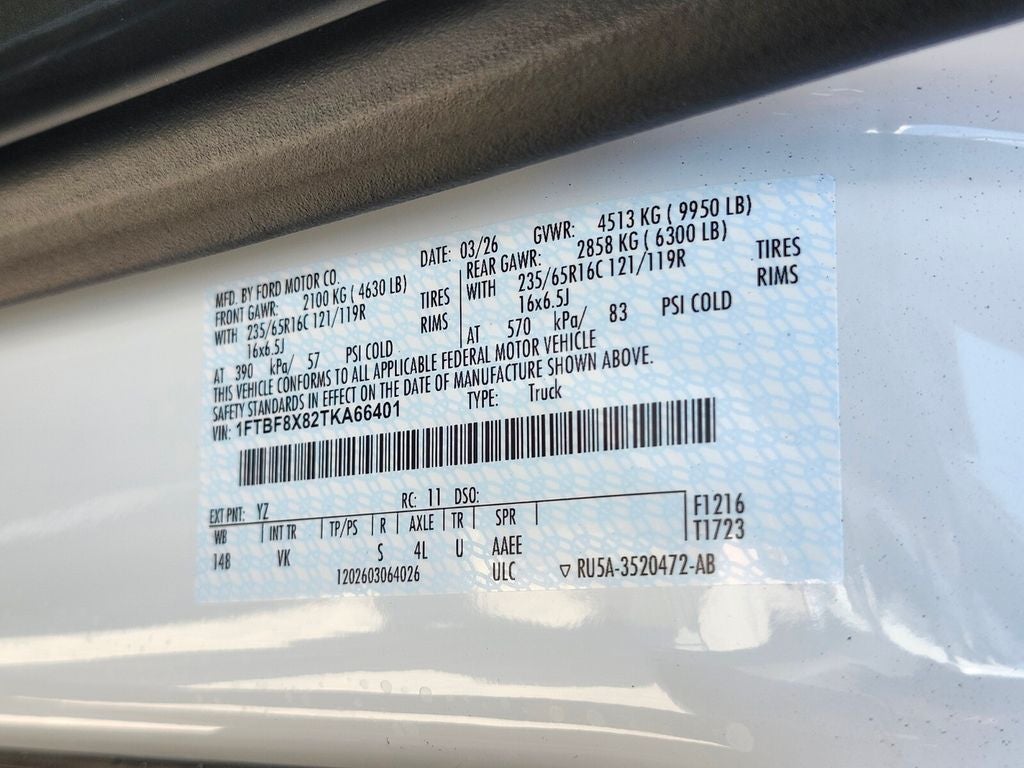 MFD. BY FORD MOTOR CO.
DATE: 03/26 GVWR: 4513 KG ( 9950 LB)
FRONT GAWR: 2100 KG ( 4630 LB)
WITH 235/65R16C 121/119R TIRES
16x6.5J RIMS
AT 390 kPa/ 57 PSI COLD
REAR GAWR: 2858 KG ( 6300 LB)
WITH 235/65R16C 121/119R TIRES
16x6.5J RIMS
AT 570 kPa/ 83 PSI COLD
THIS VEHICLE CONFORMS TO ALL APPLICABLE FEDERAL MOTOR VEHICLE
SAFETY STANDARDS IN EFFECT ON THE DATE OF MANUFACTURE SHOWN ABOVE.
VIN: 1FTBF8X82TKA66401 TYPE: Truck
EXT PNT: YZ RC: 11 DSO:
WB INT TR TP/PS R AXLE TR SPR F1216
148 VK S 4L U AAEE T1723
1202603064026 ULC ▽ RU5A-3520472-AB